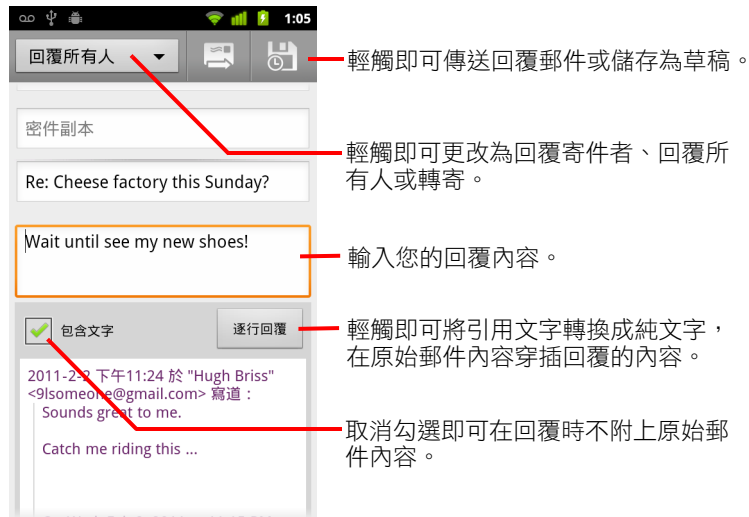 1:05
回覆所有人
密件副本
Re: Cheese factory this Sunday?
Wait until see my new shoes!
包含文字
逐行回覆
2011-2-2 下午11:24 於 "Hugh Briss"
<9lsomeone@gmail.com> 寫道：
Sounds great to me.
Catch me riding this ...
輕觸即可傳送回覆郵件或儲存為草稿。
輕觸即可更改為回覆寄件者、回覆所
有人或轉寄。
輸入您的回覆內容。
輕觸即可將引用文字轉換成純文字，
在原始郵件內容穿插回覆的內容。
取消勾選即可在回覆時不附上原始郵
件內容。